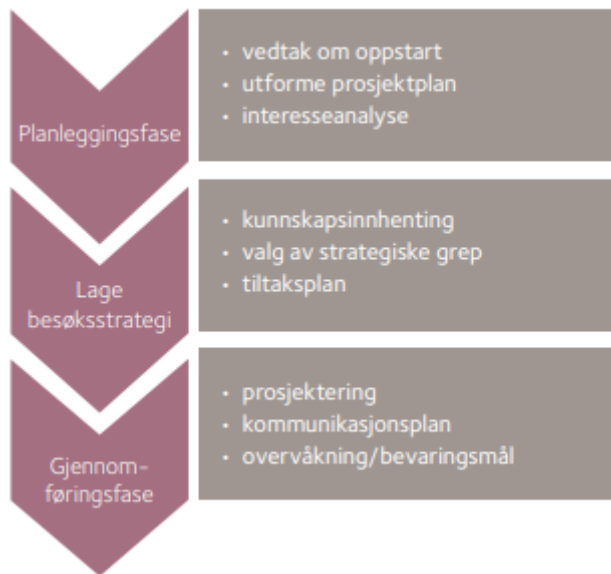 Planleggingsfase
• vedtak om oppstart
• utforme prosjektplan
• interesseanalyse
Lage
besøksstrategi
• kunnskapsinnhenting
• valg av strategiske grep
• tiltaksplan
Gjennom-
føringsfase
• prosjektering
• kommunikasjonsplan
• overvåkning/bevaringsmål